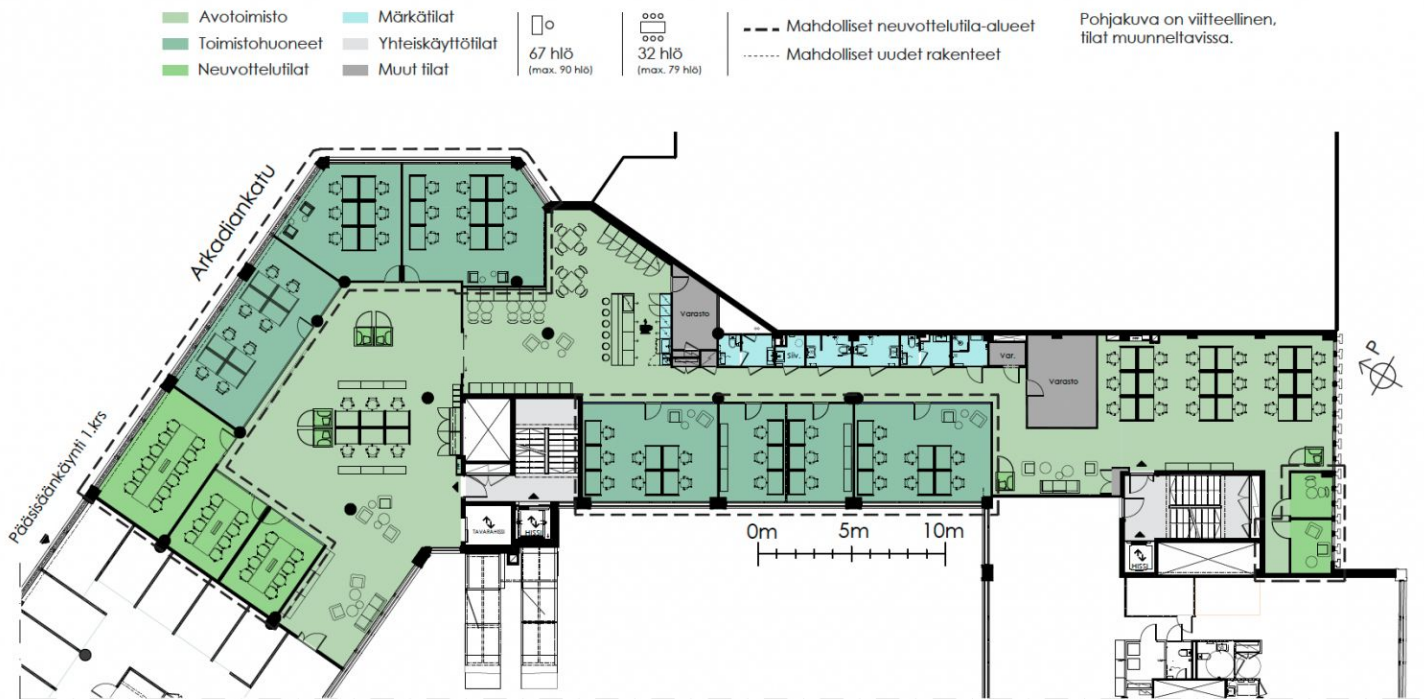 Avotoimisto
Toimistohuoneet
Neuvottelutilat
Märkätilat
Yhteiskäyttötilat
Muut tilat
67 hlö
(max. 90 hlö)
32 hlö
(max. 79 hlö)
Mahdolliset neuvottelutila-alueet
Mahdolliset uudet rakenteet
Pohjakuva on viitteellinen,
tilat muunneltavissa.
Arkadiankatu
Pääsisäänkäynti 1.krs
Varasto
Siiv.
Var.
Varasto
P
TAVARAHISSI
HISSI
0m 5m 10m
HISSI